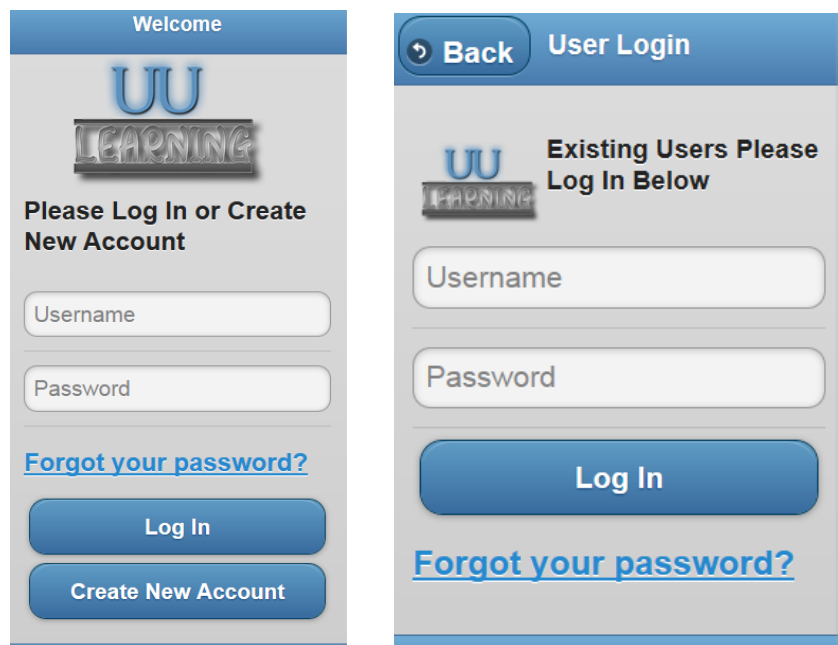 Welcome
UU
LEARNING
Please Log In or Create
New Account
Username
Password
Forgot your password?
Log In
Create New Account
Back
User Login
UU
LEARNING
Existing Users Please
Log In Below
Username
Password
Log In
Forgot your password?